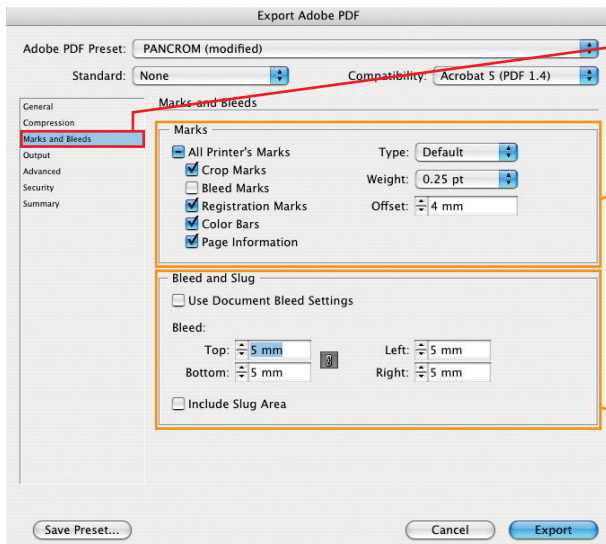 Export Adobe PDF
Adobe PDF Preset: PANCROM (modified)
Standard: None Compatibility: Acrobat 5 (PDF 1.4)
General
Compression
Marks and Bleeds
Output
Advanced
Security
Summary
Marks and Bleeds
Marks
All Printer's Marks Type: Default
Crop Marks
Bleed Marks Weight: 0.25 pt
Registration Marks Offset: 4 mm
Color Bars
Page Information
Bleed and Slug
Use Document Bleed Settings
Bleed:
Top: 5 mm Left: 5 mm
Bottom: 5 mm Right: 5 mm
Include Slug Area
Save Preset... Cancel Export